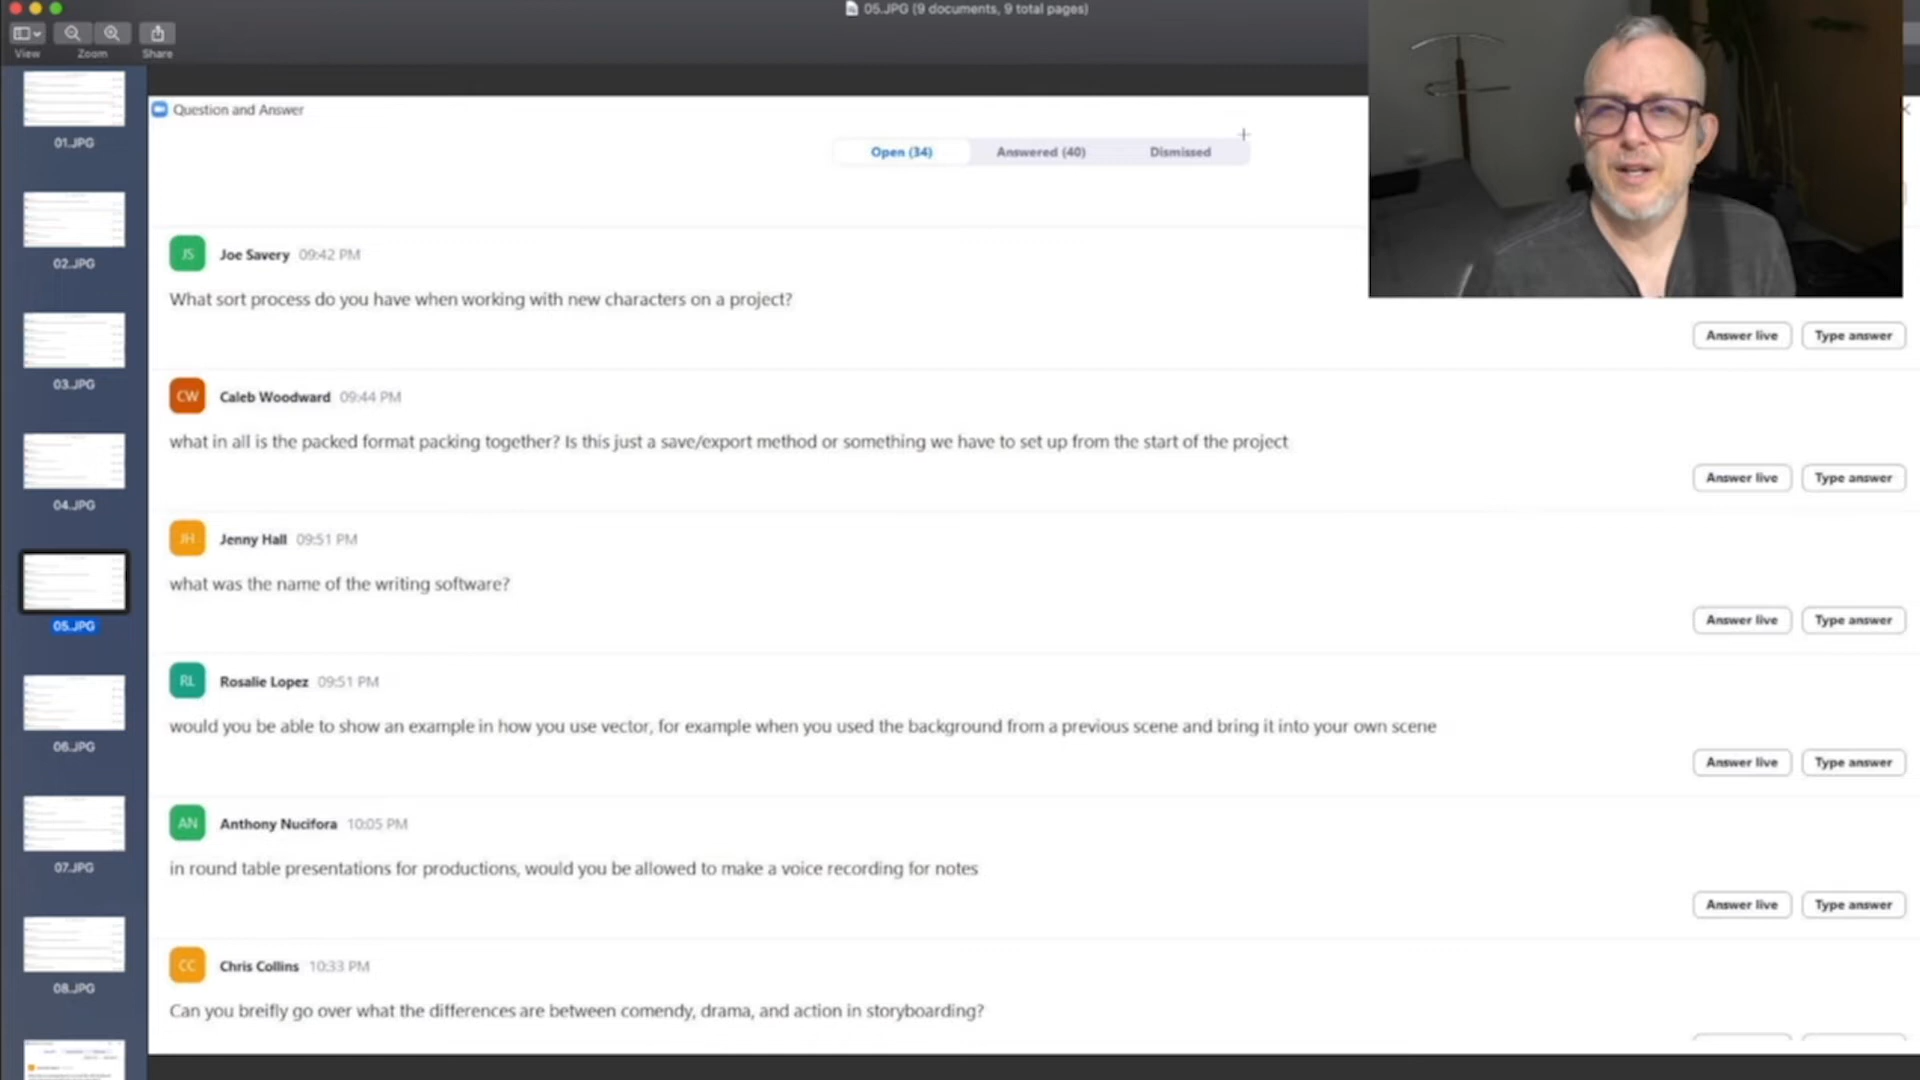 05.JPG (9 documents, 9 total pages)
View
Zoom
Share
01.JPG
02.JPG
03.JPG
04.JPG
05.JPG
06.JPG
07.JPG
08.JPG
Question and Answer
Open (34)
Answered (40)
Dismissed
JS
Joe Savery 09:42 PM
What sort process do you have when working with new characters on a project?
Answer live
Type answer
CW
Caleb Woodward 09:44 PM
what in all is the packed format packing together? Is this just a save/export method or something we have to set up from the start of the project
Answer live
Type answer
JH
Jenny Hall 09:51 PM
what was the name of the writing software?
Answer live
Type answer
RL
Rosalie Lopez 09:51 PM
would you be able to show an example in how you use vector, for example when you used the background from a previous scene and bring it into your own scene
Answer live
Type answer
AN
Anthony Nucifora 10:05 PM
in round table presentations for productions, would you be allowed to make a voice recording for notes
Answer live
Type answer
CC
Chris Collins 10:33 PM
Can you breifly go over what the differences are between comendy, drama, and action in storyboarding?